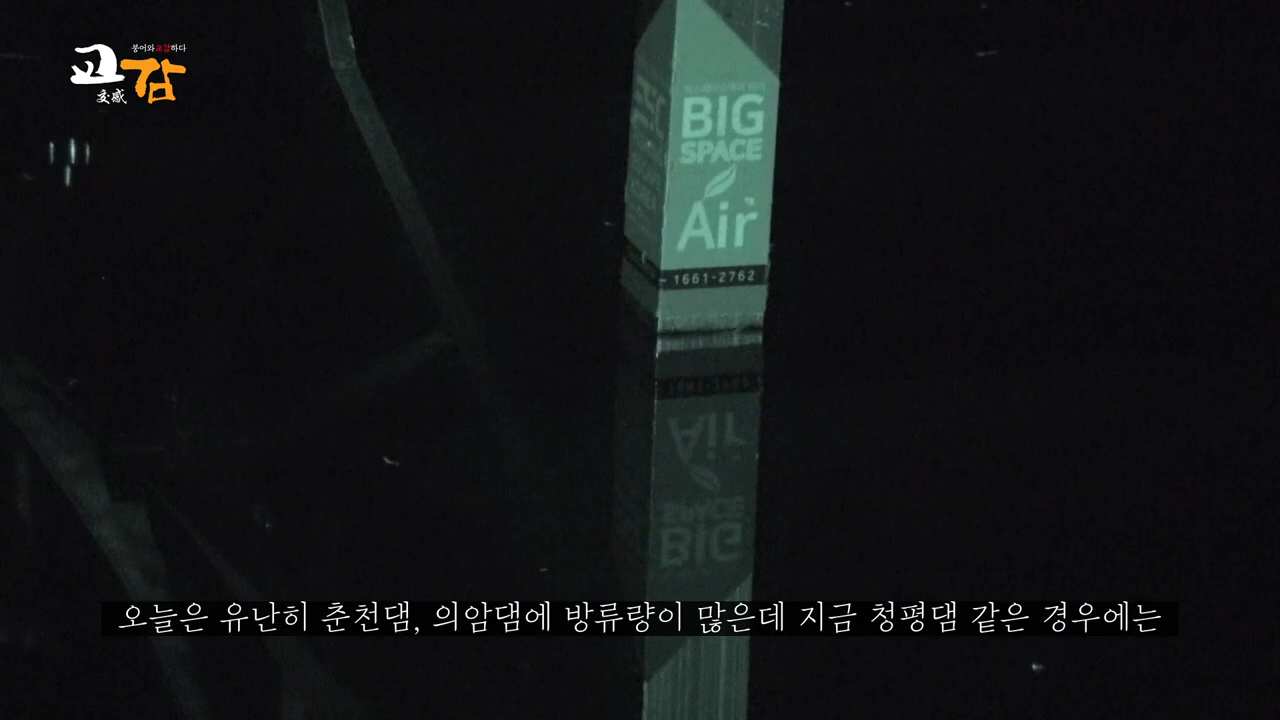 붕어와교감하다
교감
交感
BIG
SPACE
Air
1661-2762
오늘은 유난히 춘천댐, 의암댐에 방류량이 많은데 지금 청평댐 같은 경우에는